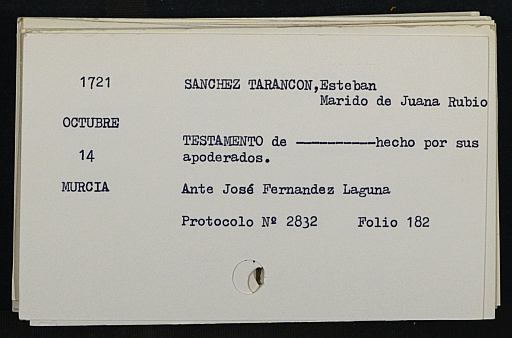 1721 SANCHEZ TARANCON,Esteban
Marido de Juana Rubio
OCTUBRE
TESTAMENTO de ----------hecho por sus
14 apoderados.
MURCIA Ante José Fernandez Laguna
Protocolo Nº 2832 Folio 182